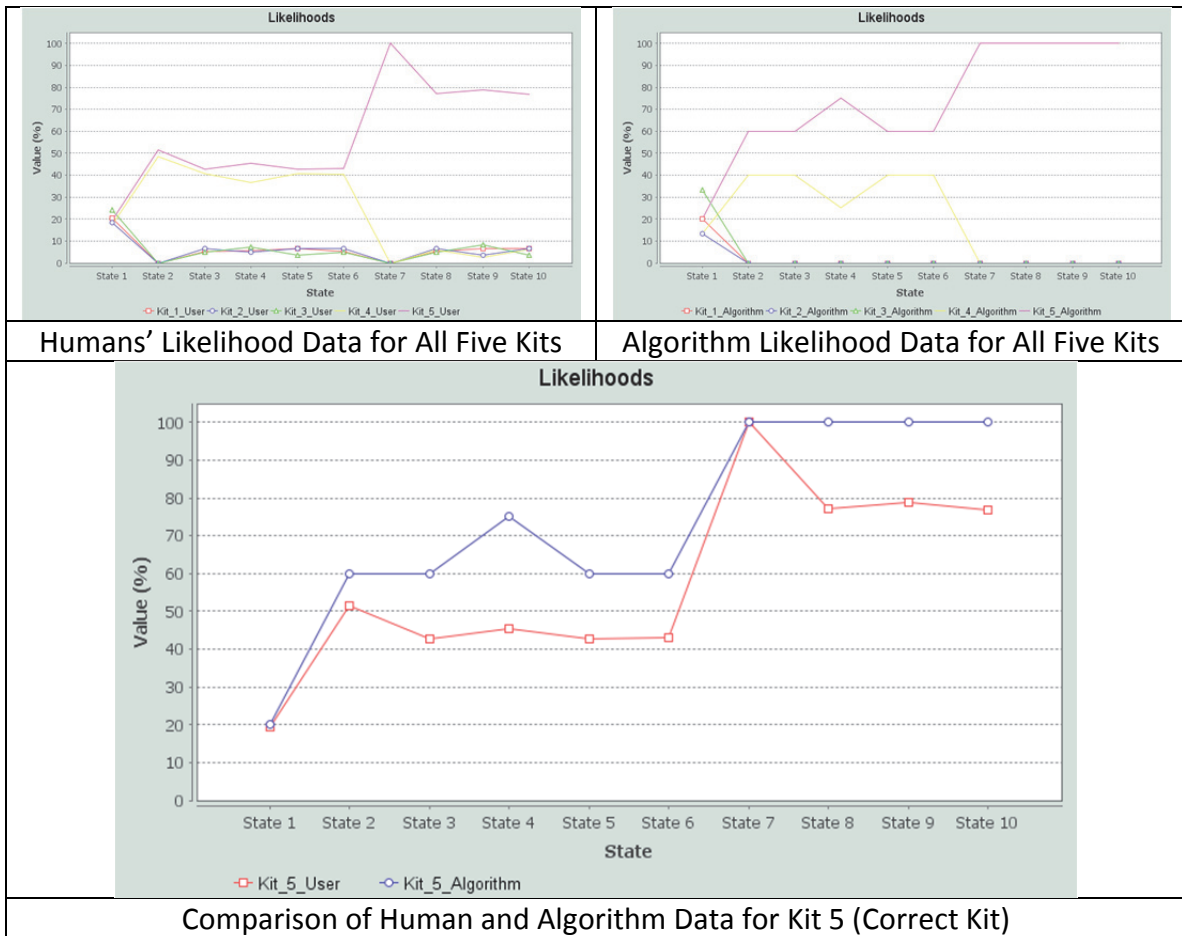 Likelihoods
100
90
80
70
60
50
40
30
20
10
0
Value (%)
State 1 State 2 State 3 State 4 State 5 State 6 State 7 State 8 State 9 State 10
State
Kit_1_User Kit_2_User Kit_3_User Kit_4_User Kit_5_User
Humans’ Likelihood Data for All Five Kits
Likelihoods
100
90
80
70
60
50
40
30
20
10
0
Value (%)
State 1 State 2 State 3 State 4 State 5 State 6 State 7 State 8 State 9 State 10
State
Kit_1_Algorithm Kit_2_Algorithm Kit_3_Algorithm Kit_4_Algorithm Kit_5_Algorithm
Algorithm Likelihood Data for All Five Kits
Likelihoods
100
90
80
70
60
50
40
30
20
10
0
Value (%)
State 1 State 2 State 3 State 4 State 5 State 6 State 7 State 8 State 9 State 10
State
Kit_5_User Kit_5_Algorithm
Comparison of Human and Algorithm Data for Kit 5 (Correct Kit)